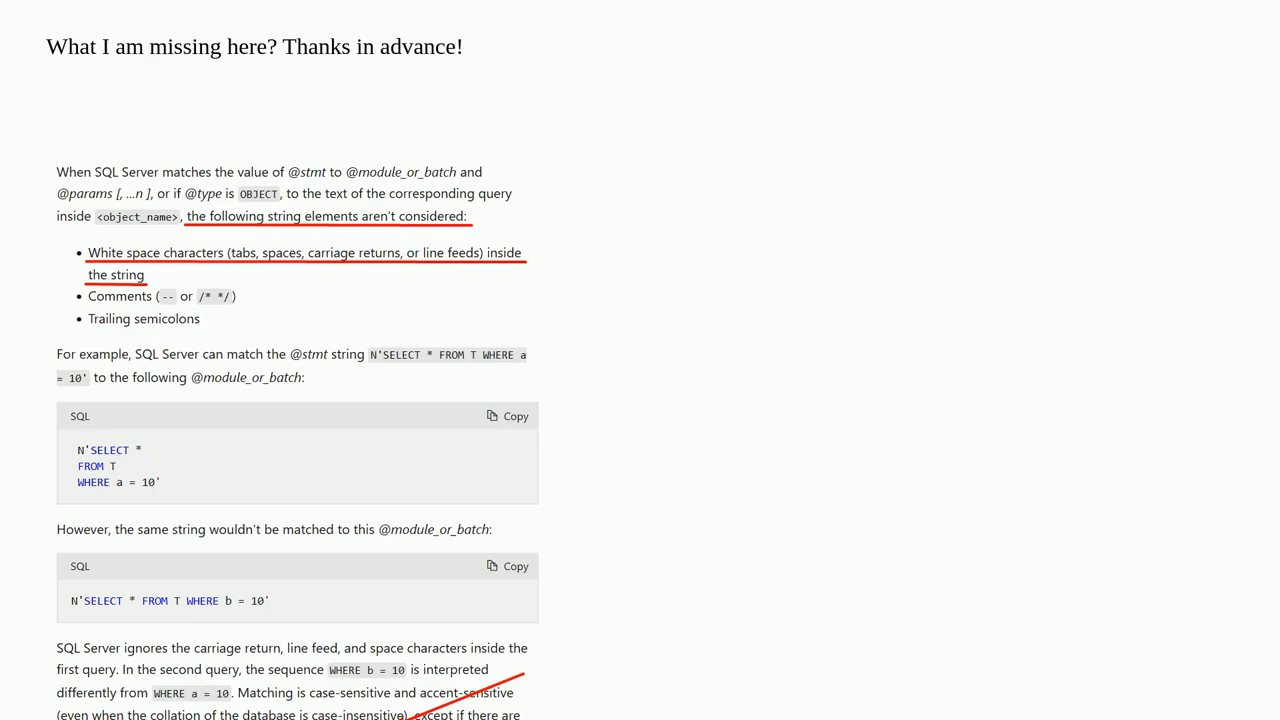 What I am missing here? Thanks in advance!
When SQL Server matches the value of @stmt to @module_or_batch and
@params [, ...n ], or if @type is OBJECT, to the text of the corresponding query
inside <object_name>, the following string elements aren't considered:
• White space characters (tabs, spaces, carriage returns, or line feeds) inside
the string
• Comments (-- or /* */)
• Trailing semicolons
For example, SQL Server can match the @stmt string N'SELECT * FROM T WHERE a
= 10' to the following @module_or_batch:
SQL
Copy
N'SELECT *
FROM T
WHERE a = 10'
However, the same string wouldn't be matched to this @module_or_batch:
SQL
Copy
N'SELECT * FROM T WHERE b = 10'
SQL Server ignores the carriage return, line feed, and space characters inside the
first query. In the second query, the sequence WHERE b = 10 is interpreted
differently from WHERE a = 10. Matching is case-sensitive and accent-sensitive
(even when the collation of the database is case-insensitive), except if there are